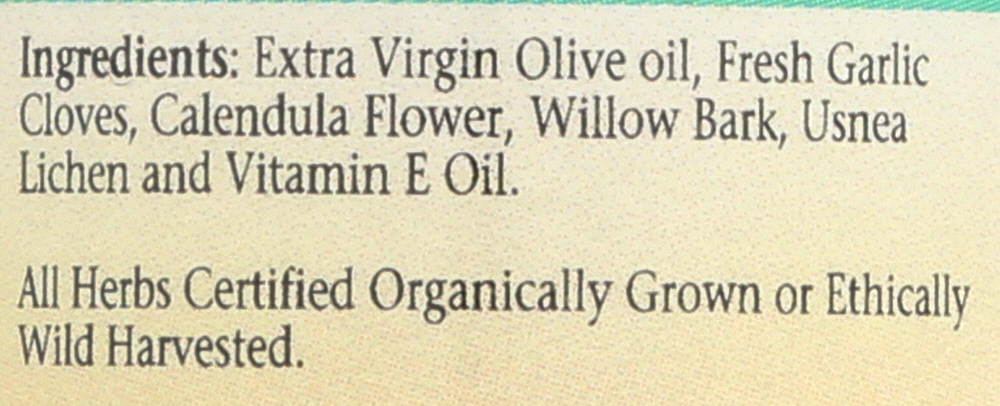 Ingredients: Extra Virgin Olive oil, Fresh Garlic
Cloves, Calendula Flower, Willow Bark, Usnea
Lichen and Vitamin E Oil.
All Herbs Certified Organically Grown or Ethically
Wild Harvested.